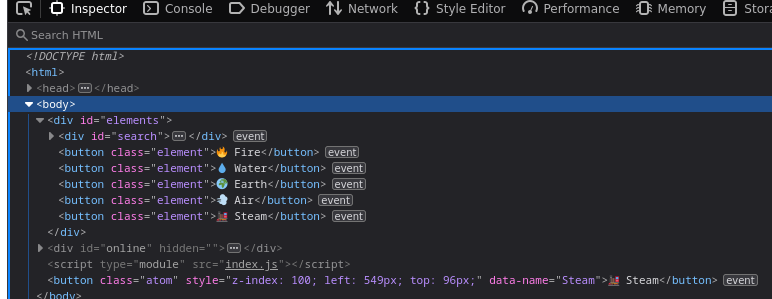 Inspector Console Debugger Network Style Editor Performance Memory
Search HTML
<!DOCTYPE html>
<html>
<head>⋯</head>
<body>
<div id="elements">
<div id="search">⋯</div> event
<button class="element">🔥 Fire</button> event
<button class="element">💧 Water</button> event
<button class="element">🌍 Earth</button> event
<button class="element">💨 Air</button> event
<button class="element">🚂 Steam</button> event
</div>
<div id="online" hidden="">⋯</div>
<script type="module" src="index.js"></script>
<button class="atom" style="z-index: 100; left: 549px; top: 96px;" data-name="Steam">🚂 Steam</button> event
</body>